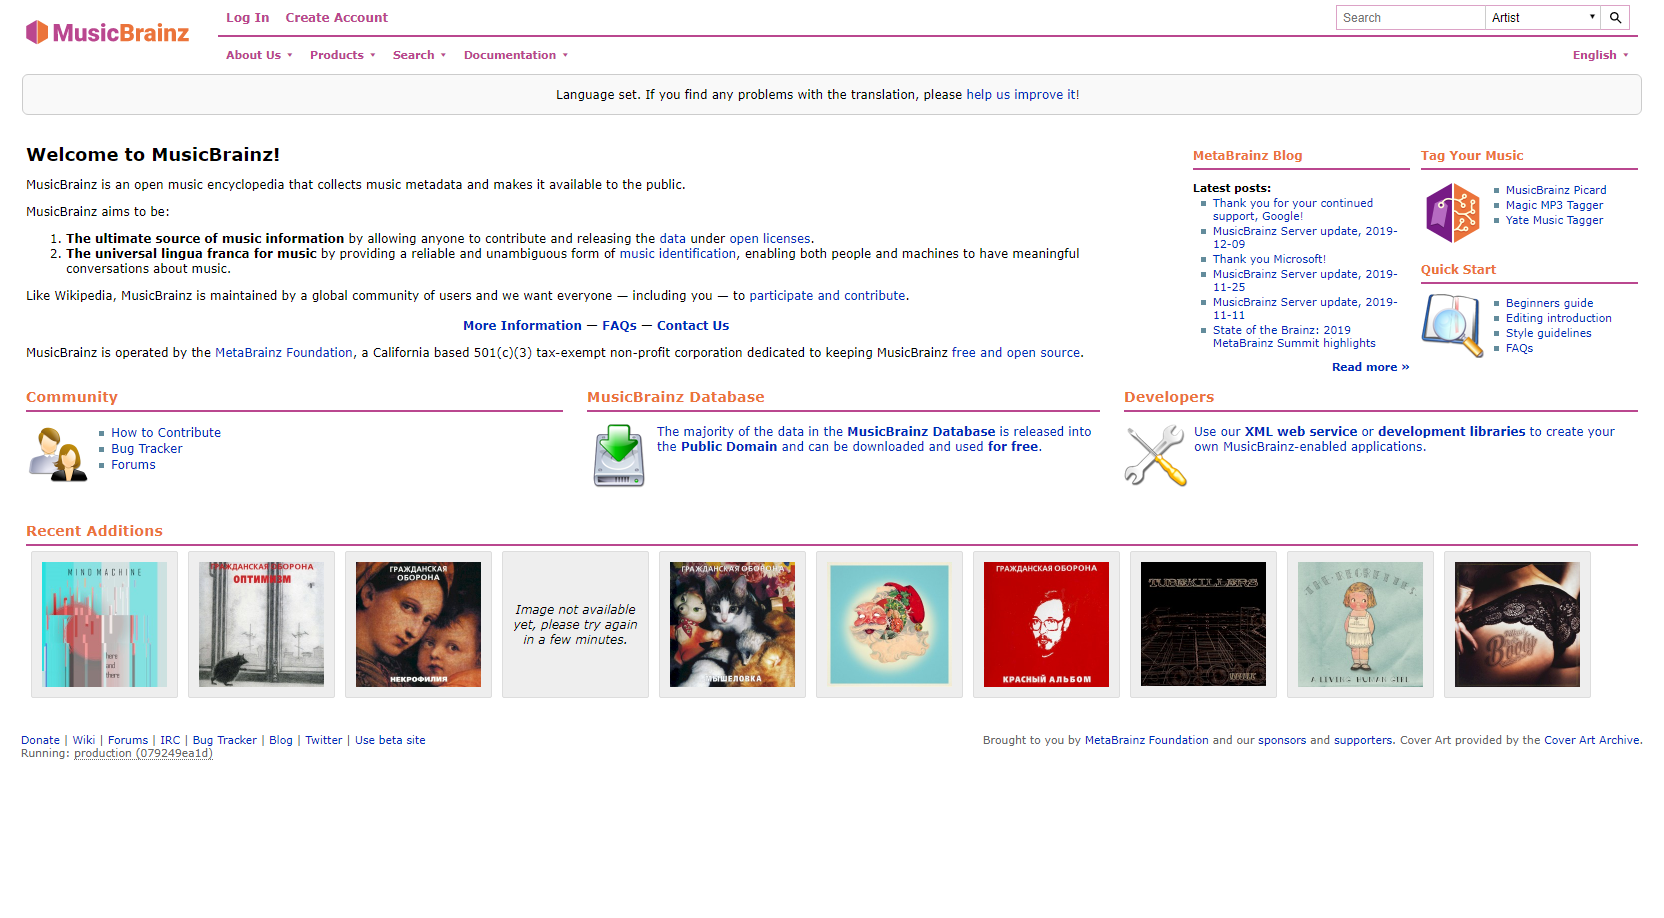 MusicBrainz
Log In Create Account
Search Artist
About Us Products Search Documentation
English
Language set. If you find any problems with the translation, please help us improve it!
Welcome to MusicBrainz!
MusicBrainz is an open music encyclopedia that collects music metadata and makes it available to the public.
MusicBrainz aims to be:
1. The ultimate source of music information by allowing anyone to contribute and releasing the data under open licenses.
2. The universal lingua franca for music by providing a reliable and unambiguous form of music identification, enabling both people and machines to have meaningful
conversations about music.
Like Wikipedia, MusicBrainz is maintained by a global community of users and we want everyone — including you — to participate and contribute.
More Information — FAQs — Contact Us
MusicBrainz is operated by the MetaBrainz Foundation, a California based 501(c)(3) tax-exempt non-profit corporation dedicated to keeping MusicBrainz free and open source.
MetaBrainz Blog
Latest posts:
Thank you for your continued
support, Google!
MusicBrainz Server update, 2019-
12-09
Thank you Microsoft!
MusicBrainz Server update, 2019-
11-25
MusicBrainz Server update, 2019-
11-11
State of the Brainz: 2019
MetaBrainz Summit highlights
Read more »
Tag Your Music
MusicBrainz Picard
Magic MP3 Tagger
Yate Music Tagger
Quick Start
Beginners guide
Editing introduction
Style guidelines
FAQs
Community
How to Contribute
Bug Tracker
Forums
MusicBrainz Database
The majority of the data in the MusicBrainz Database is released into
the Public Domain and can be downloaded and used for free.
Developers
Use our XML web service or development libraries to create your
own MusicBrainz-enabled applications.
Recent Additions
MIND MACHINE
here
and
there
ГРАЖДАНСКАЯ ОБОРОНА
ОПТИМИЗМ
ГРАЖДАНСКАЯ
ОБОРОНА
НЕКРОФИЛИЯ
Image not available
yet, please try again
in a few minutes.
ГРАЖДАНСКАЯ ОБОРОНА
МЫШЕЛОВКА
ГРАЖДАНСКАЯ ОБОРОНА
КРАСНЫЙ АЛЬБОМ
TUBEKILLERS
A LIVING HUMAN GIRL
Booty
Donate | Wiki | Forums | IRC | Bug Tracker | Blog | Twitter | Use beta site
Running: production (079249ea1d)
Brought to you by MetaBrainz Foundation and our sponsors and supporters. Cover Art provided by the Cover Art Archive.